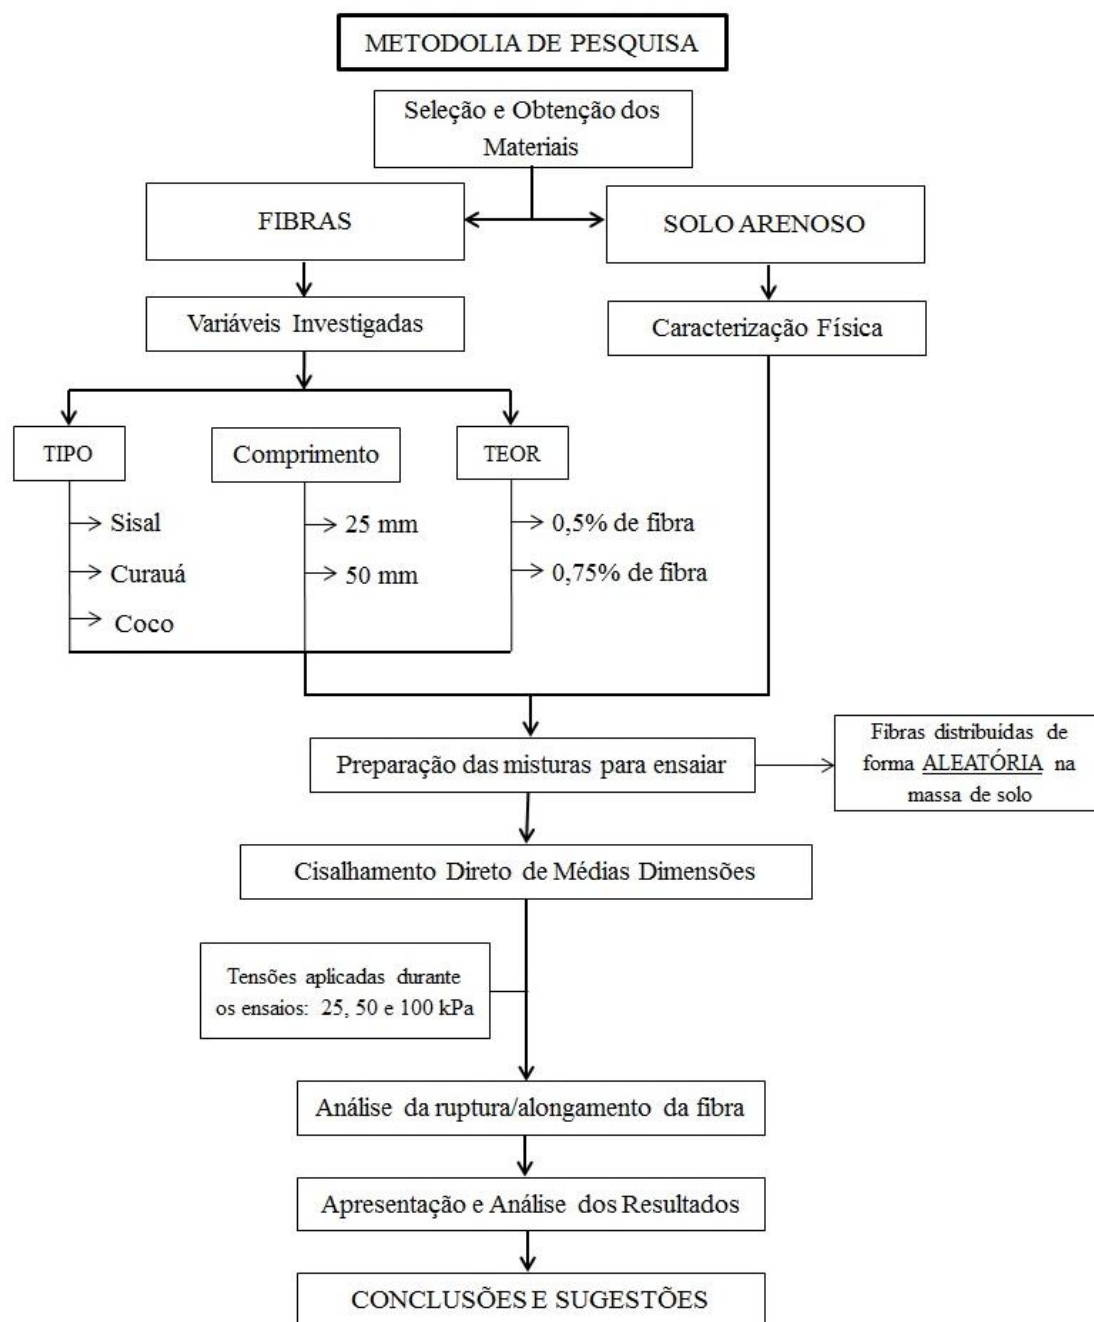 METODOLIA DE PESQUISA
Seleção e Obtenção dos
Materiais
FIBRAS
SOLO ARENOSO
Variáveis Investigadas
Caracterização Física
TIPO
Comprimento
TEOR
Sisal
Curauá
Coco
25 mm
50 mm
0,5% de fibra
0,75% de fibra
Preparação das misturas para ensaiar
Fibras distribuídas de
forma ALEATÓRIA na
massa de solo
Cisalhamento Direto de Médias Dimensões
Tensões aplicadas durante
os ensaios: 25, 50 e 100 kPa
Análise da ruptura/alongamento da fibra
Apresentação e Análise dos Resultados
CONCLUSÕES E SUGESTÕES